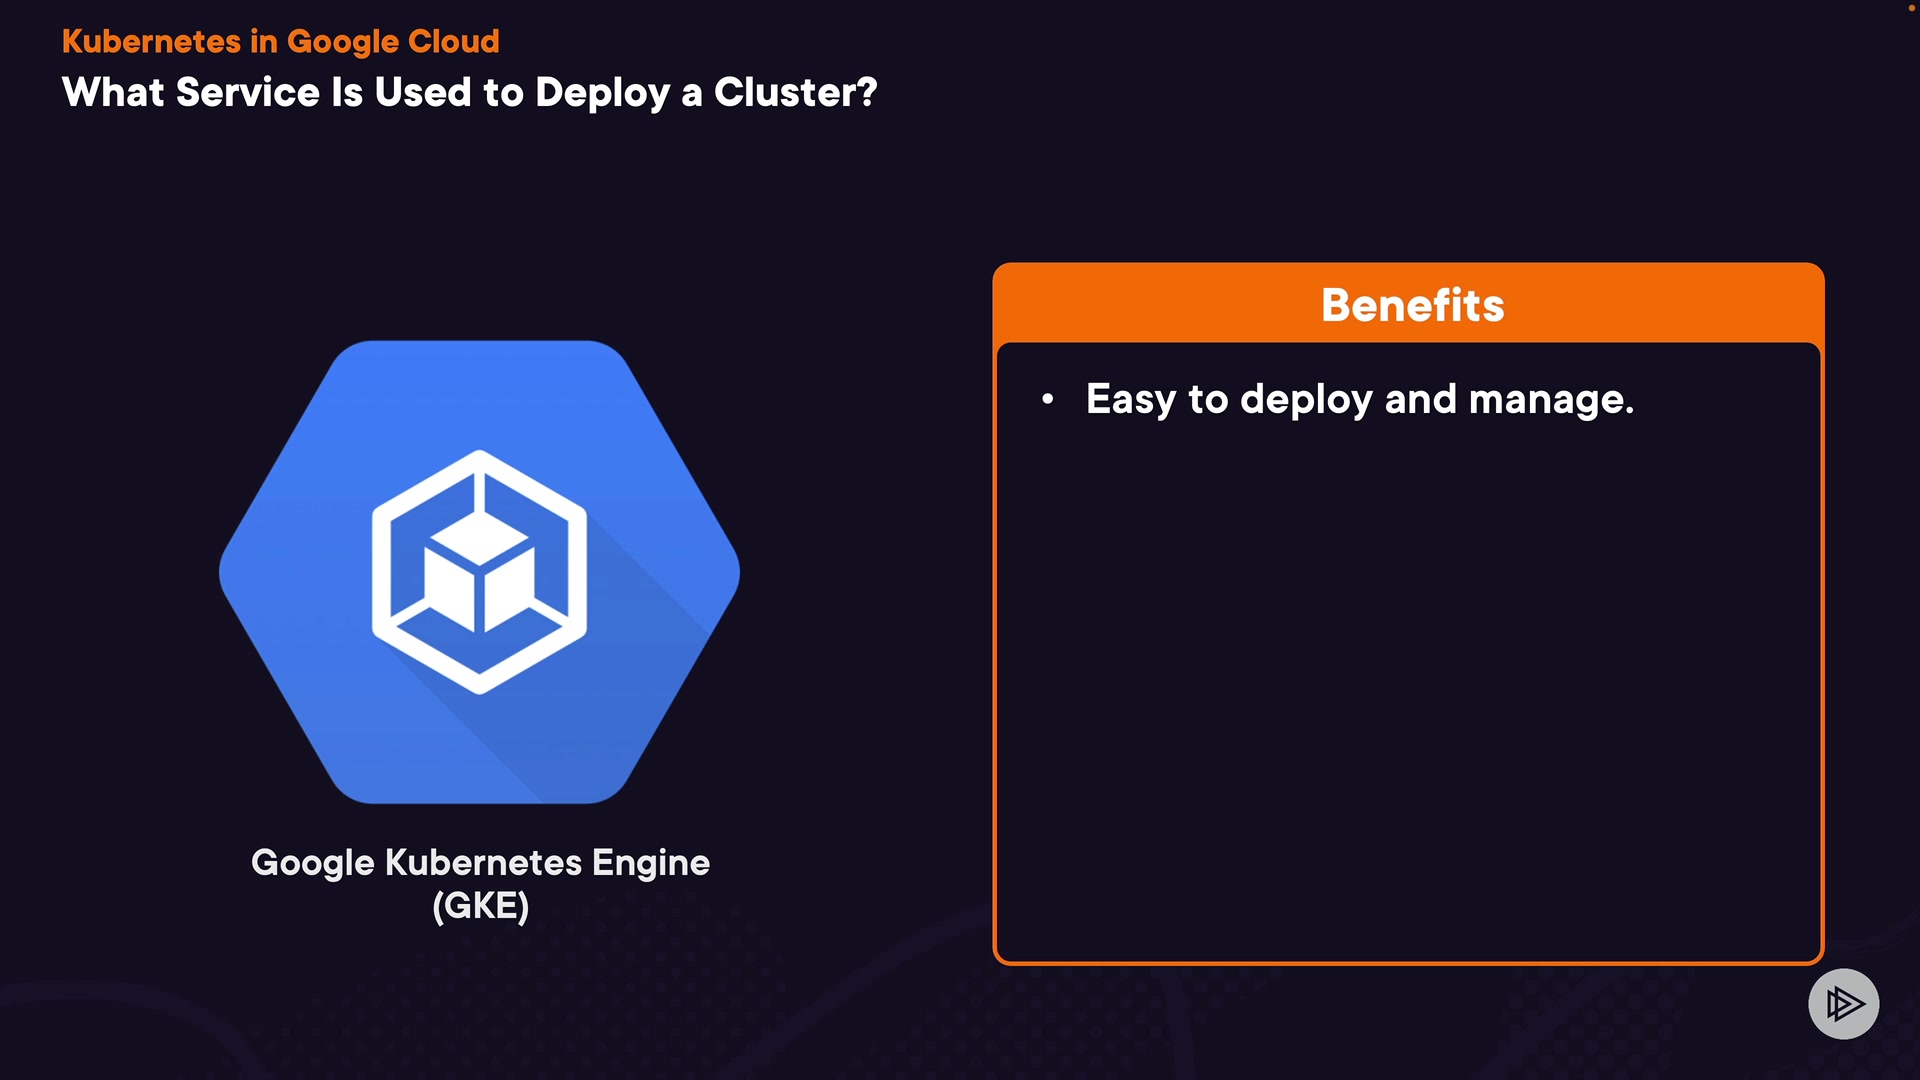 Kubernetes in Google Cloud
What Service Is Used to Deploy a Cluster?
Benefits
• Easy to deploy and manage.
Google Kubernetes Engine
(GKE)